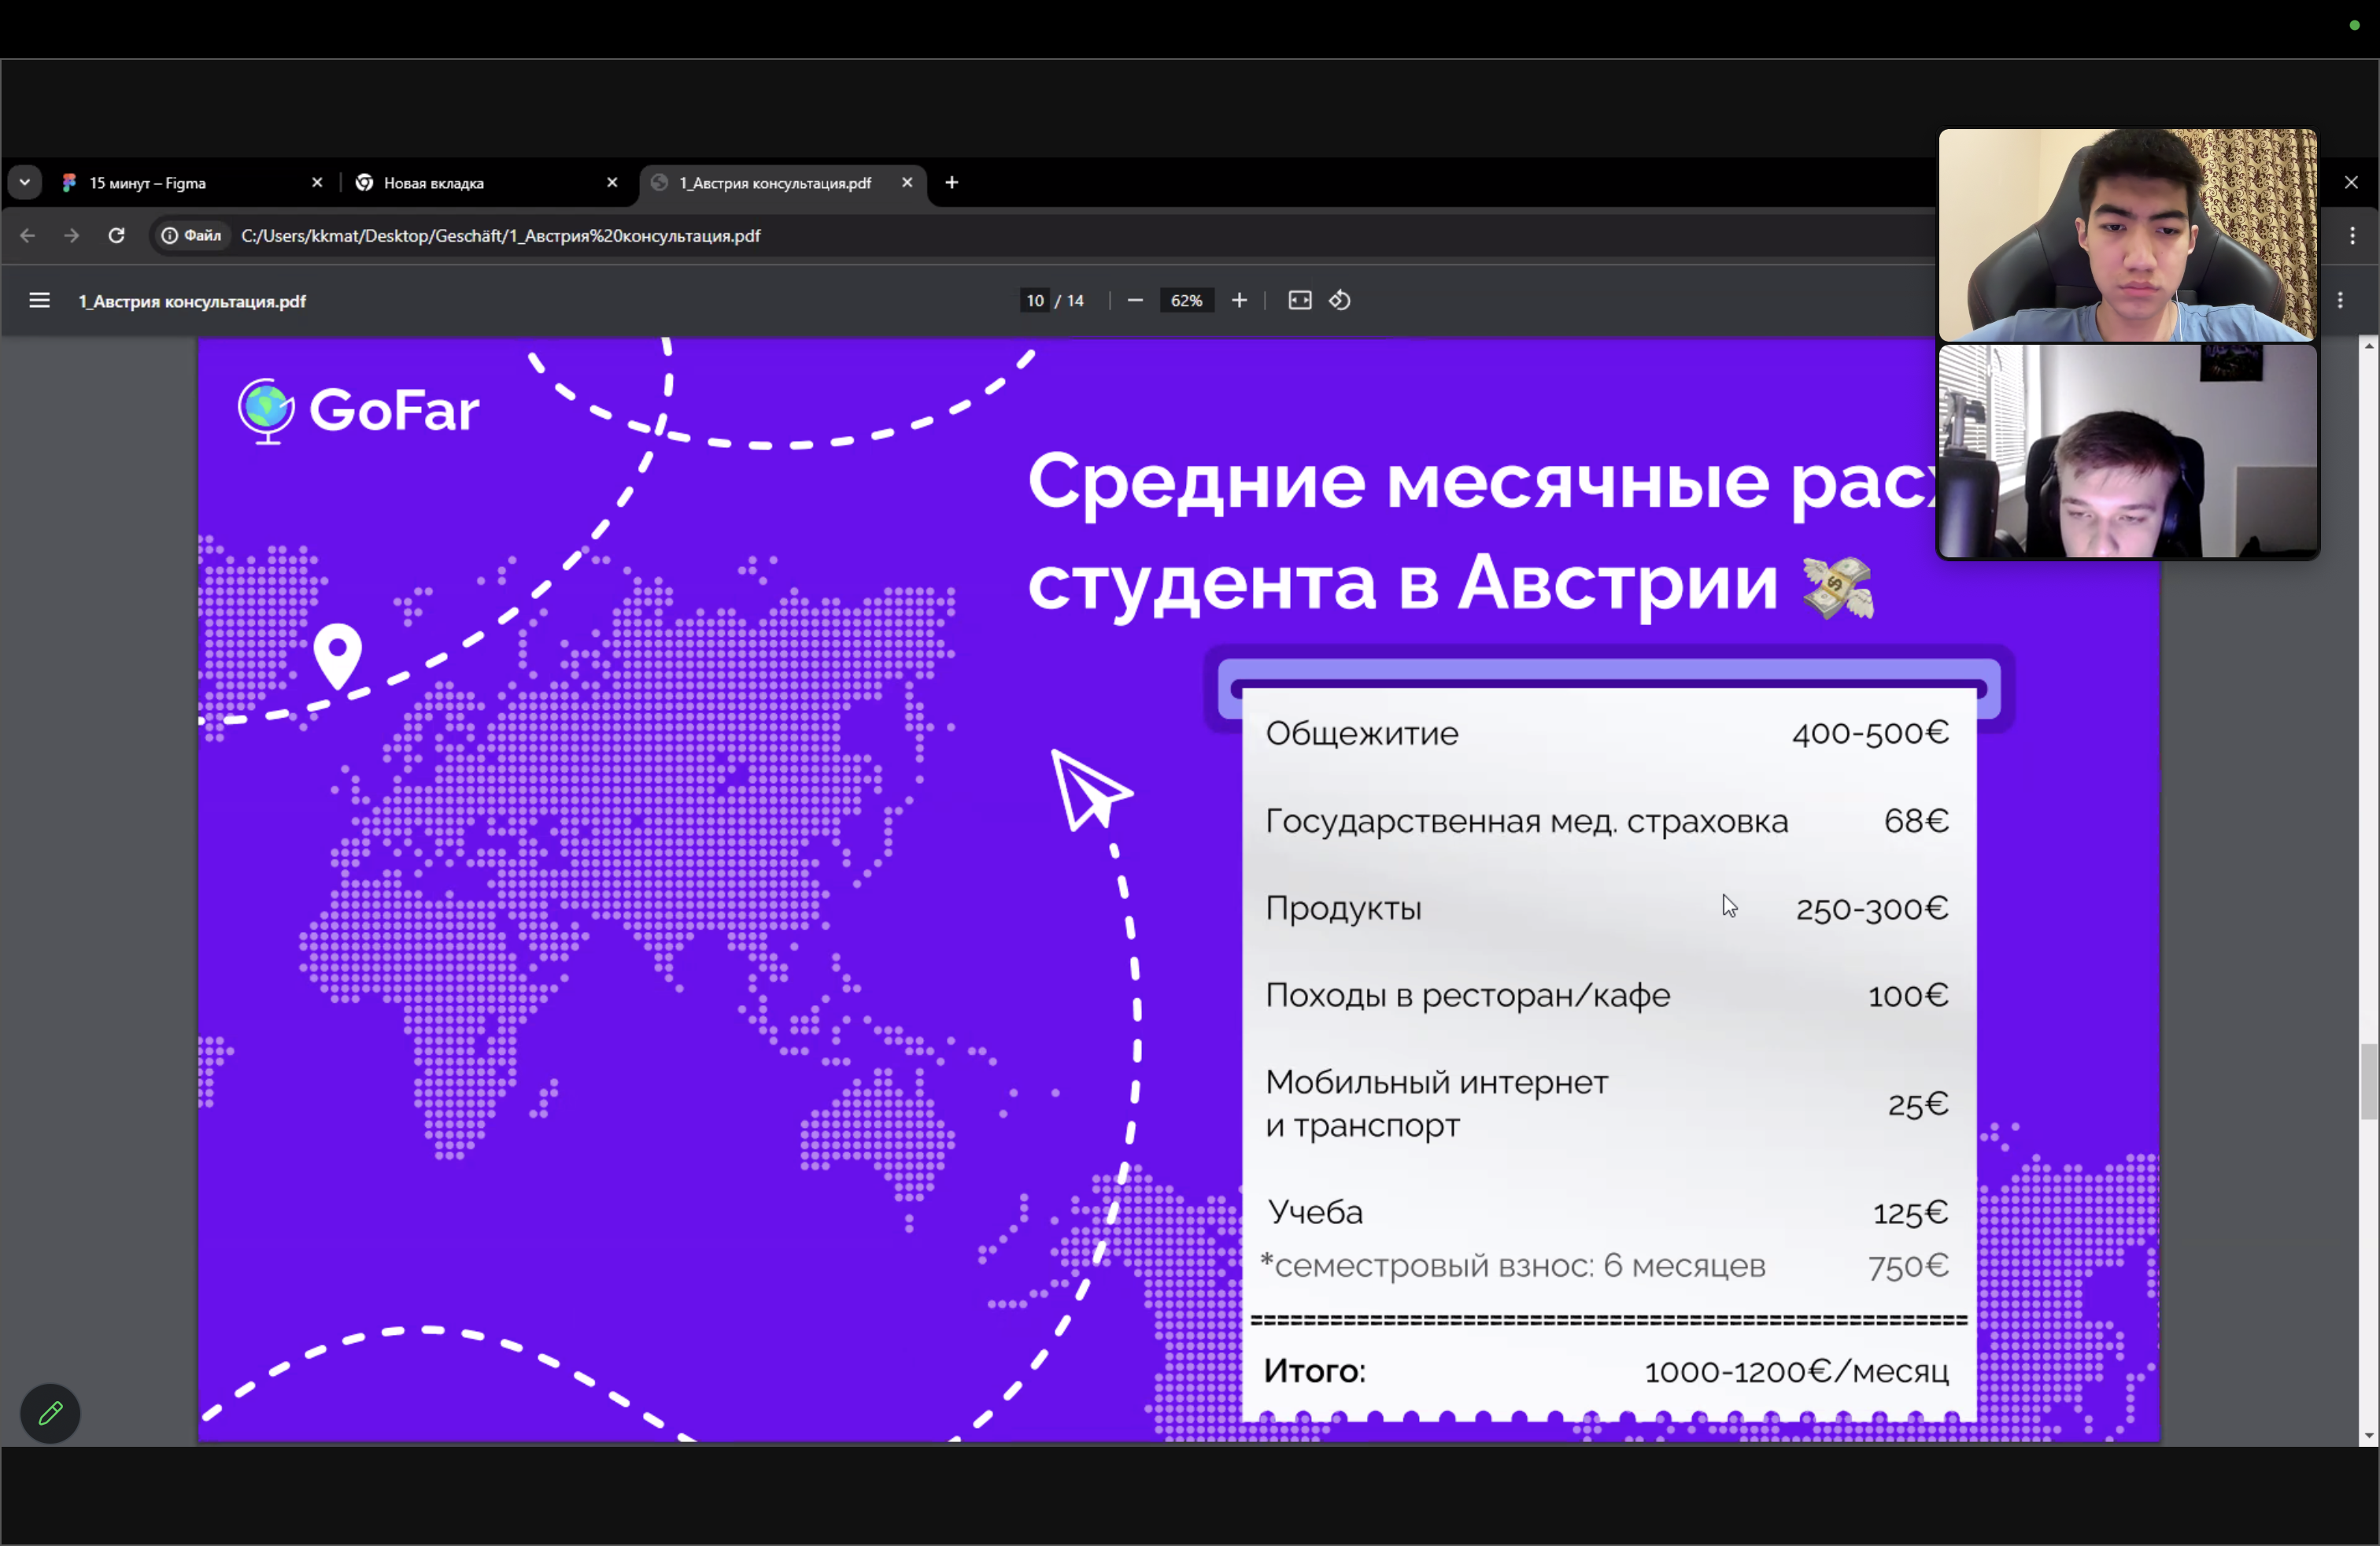 15 минут – Figma
Новая вкладка
1_Австрия консультация.pdf
Файл
C:/Users/kkmat/Desktop/Geschäft/1_Австрия%20консультация.pdf
1_Австрия консультация.pdf
10 / 14
62%
GoFar
Средние месячные
студента в Австрии
Общежитие 400-500€
Государственная мед. страховка 68€
Продукты 250-300€
Походы в ресторан/кафе 100€
Мобильный интернет
и транспорт 25€
Учеба 125€
*семестровый взнос: 6 месяцев 750€
Итого: 1000-1200€/месяц